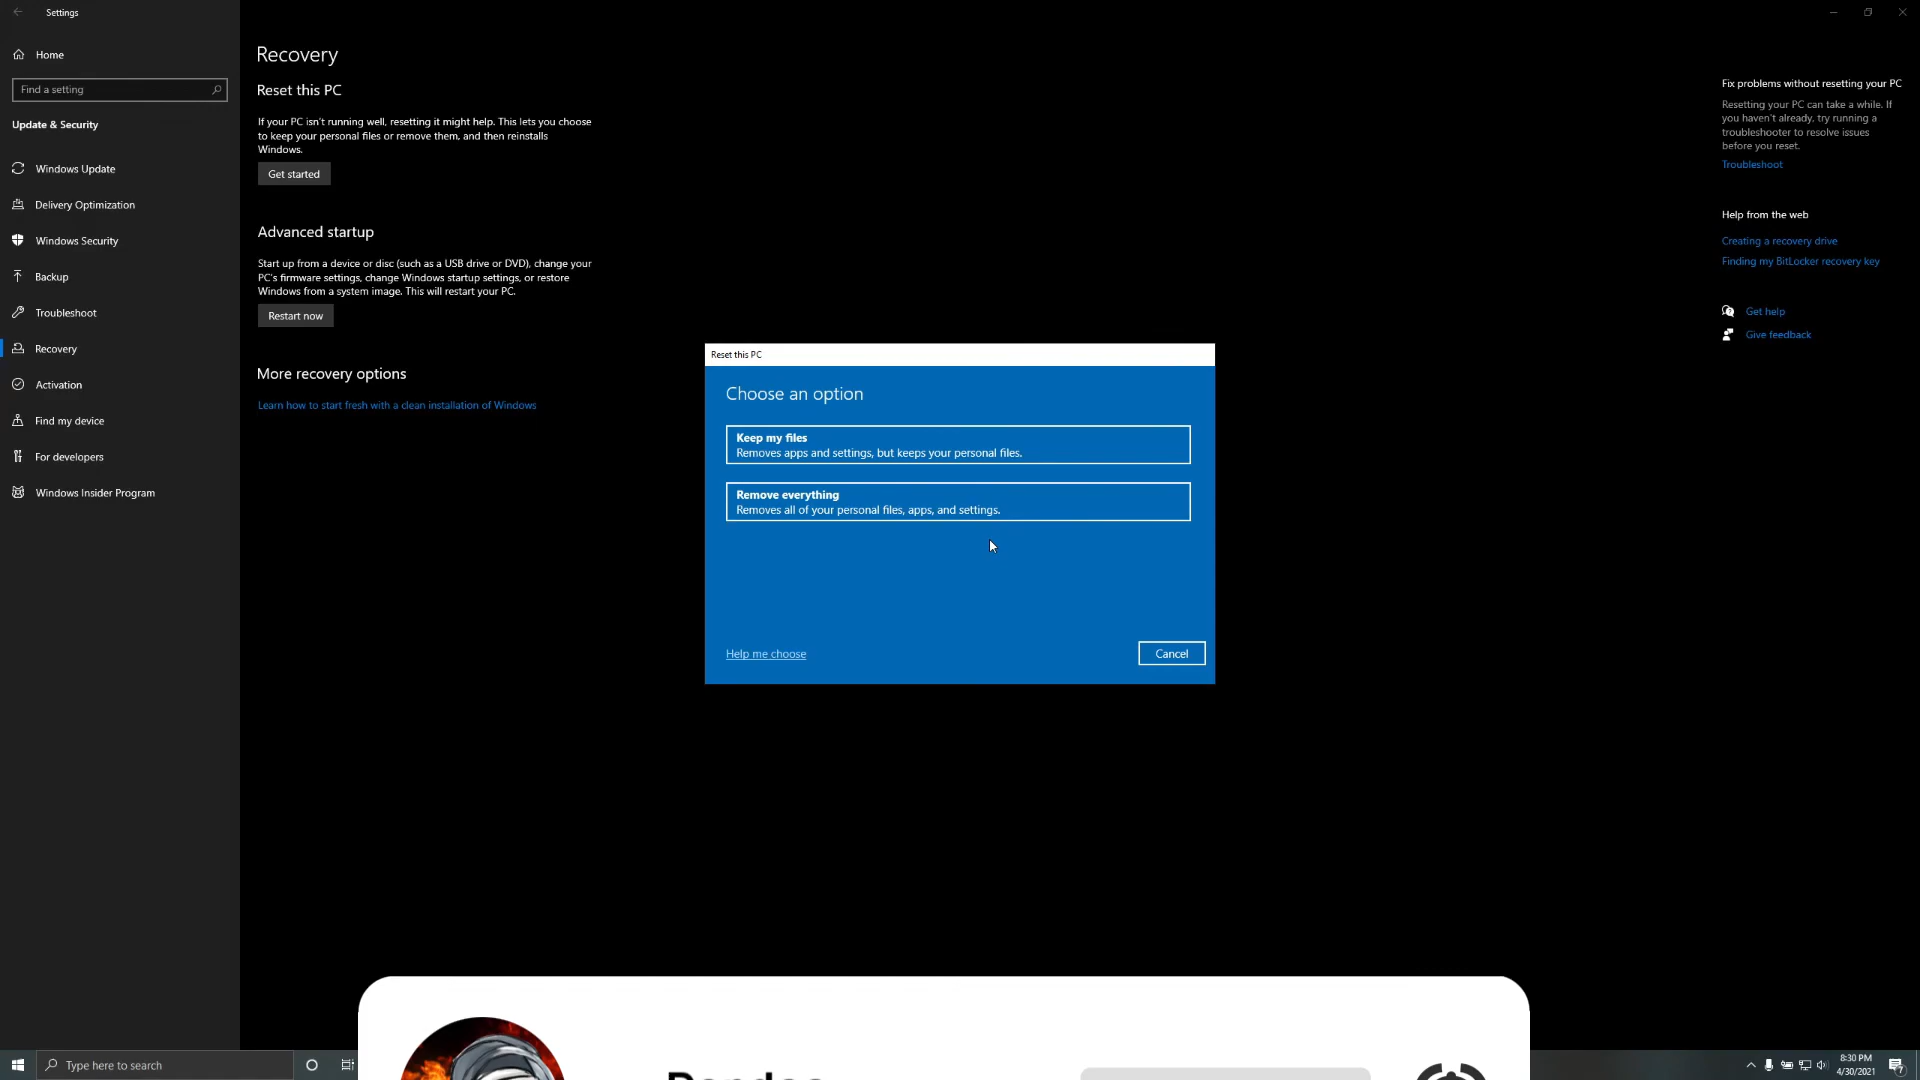 Settings
Home
Find a setting
Update & Security
Windows Update
Delivery Optimization
Windows Security
Backup
Troubleshoot
Recovery
Activation
Find my device
For developers
Windows Insider Program
Recovery
Reset this PC
If your PC isn't running well, resetting it might help. This lets you choose
to keep your personal files or remove them, and then reinstalls
Windows.
Get started
Advanced startup
Start up from a device or disc (such as a USB drive or DVD), change your
PC's firmware settings, change Windows startup settings, or restore
Windows from a system image. This will restart your PC.
Restart now
More recovery options
Learn how to start fresh with a clean installation of Windows
Fix problems without resetting your PC
Resetting your PC can take a while. If
you haven't already, try running a
troubleshooter to resolve issues
before you reset.
Troubleshoot
Help from the web
Creating a recovery drive
Finding my BitLocker recovery key
Get help
Give feedback
Reset this PC
Choose an option
Keep my files
Removes apps and settings, but keeps your personal files.
Remove everything
Removes all of your personal files, apps, and settings.
Help me choose
Cancel
Type here to search
8:30 PM
4/30/2021
7